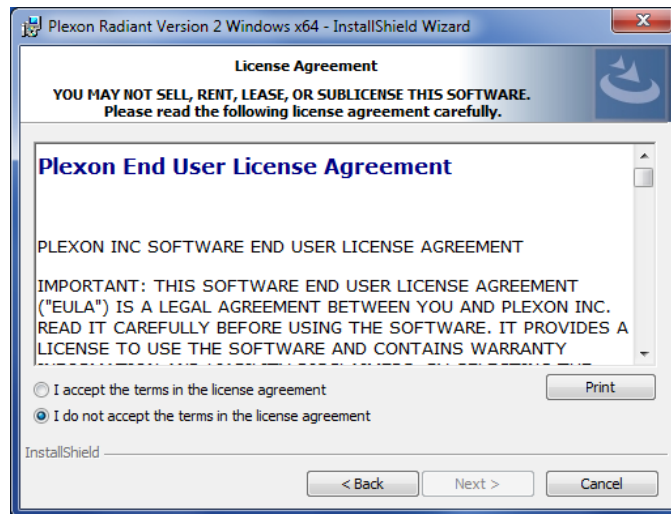 Plexon Radiant Version 2 Windows x64 - InstallShield Wizard
License Agreement
YOU MAY NOT SELL, RENT, LEASE, OR SUBLICENSE THIS SOFTWARE.
Please read the following license agreement carefully.
Plexon End User License Agreement
PLEXON INC SOFTWARE END USER LICENSE AGREEMENT
IMPORTANT: THIS SOFTWARE END USER LICENSE AGREEMENT
("EULA") IS A LEGAL AGREEMENT BETWEEN YOU AND PLEXON INC.
READ IT CAREFULLY BEFORE USING THE SOFTWARE. IT PROVIDES A
LICENSE TO USE THE SOFTWARE AND CONTAINS WARRANTY
I accept the terms in the license agreement
Print
I do not accept the terms in the license agreement
InstallShield
< Back
Next >
Cancel